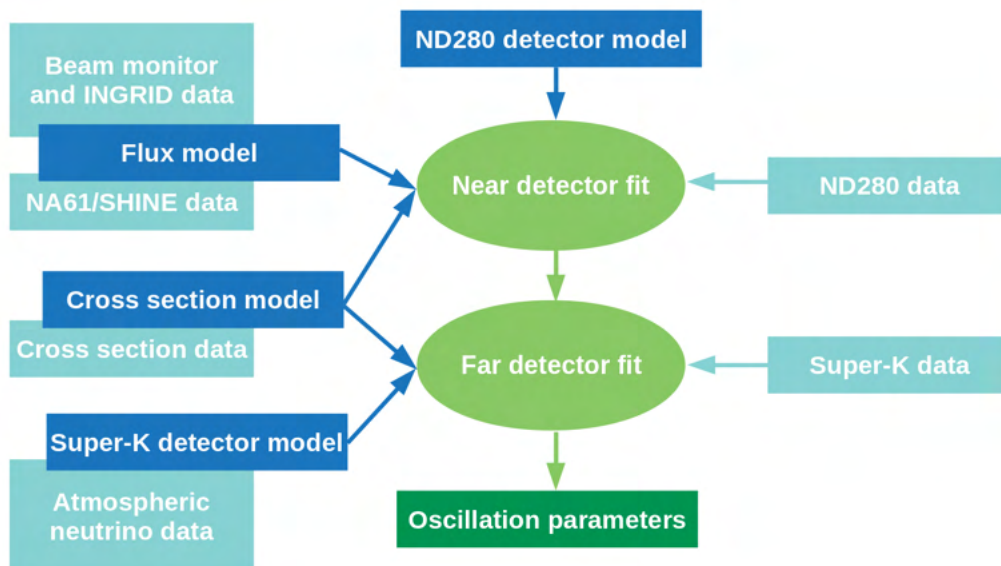 Beam monitor
and INGRID data
Flux model
NA61/SHINE data
Cross section model
Cross section data
Super-K detector model
Atmospheric
neutrino data
ND280 detector model
Near detector fit
Far detector fit
Oscillation parameters
ND280 data
Super-K data